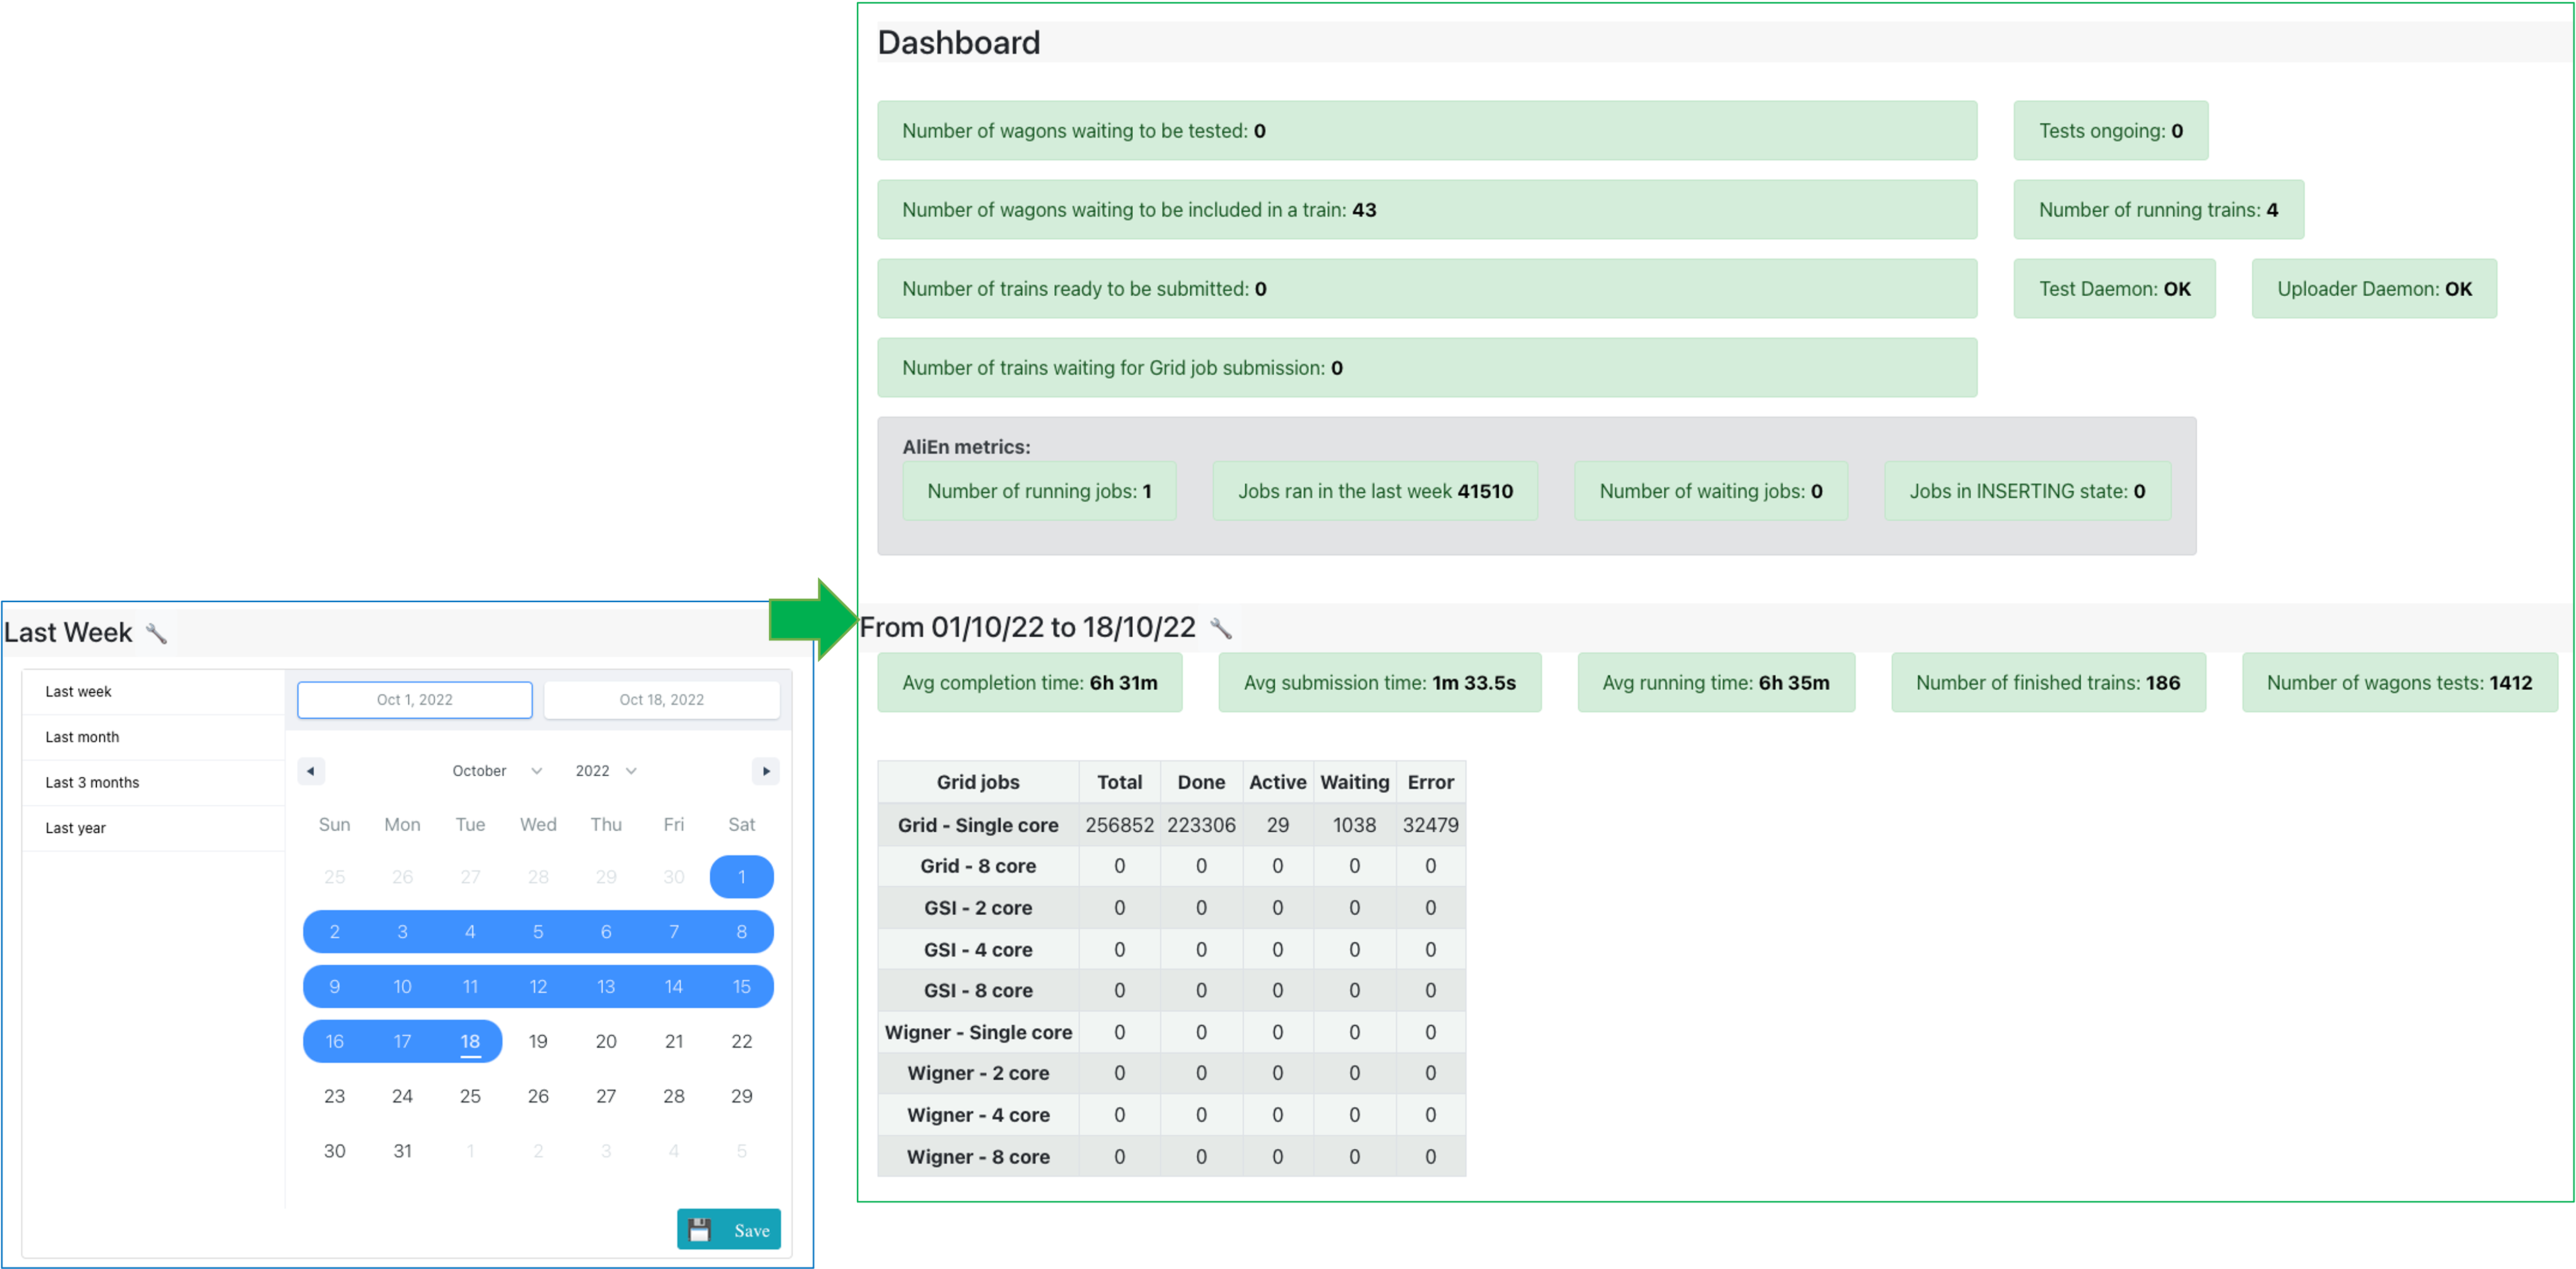 Dashboard
Number of wagons waiting to be tested: 0
Tests ongoing: 0
Number of wagons waiting to be included in a train: 43
Number of running trains: 4
Number of trains ready to be submitted: 0
Test Daemon: OK
Uploader Daemon: OK
Number of trains waiting for Grid job submission: 0
AliEn metrics:
Number of running jobs: 1
Jobs ran in the last week 41510
Number of waiting jobs: 0
Jobs in INSERTING state: 0
Last Week
Last week
Last month
Last 3 months
Last year
Oct 1, 2022
Oct 18, 2022
October 2022
Sun Mon Tue Wed Thu Fri Sat
25 26 27 28 29 30 1
2 3 4 5 6 7 8
9 10 11 12 13 14 15
16 17 18 19 20 21 22
23 24 25 26 27 28 29
30 31 1 2 3 4 5
Save
From 01/10/22 to 18/10/22
Avg completion time: 6h 31m
Avg submission time: 1m 33.5s
Avg running time: 6h 35m
Number of finished trains: 186
Number of wagons tests: 1412
Grid jobs Total Done Active Waiting Error
Grid - Single core 256852 223306 29 1038 32479
Grid - 8 core 0 0 0 0 0
GSI - 2 core 0 0 0 0 0
GSI - 4 core 0 0 0 0 0
GSI - 8 core 0 0 0 0 0
Wigner - Single core 0 0 0 0 0
Wigner - 2 core 0 0 0 0 0
Wigner - 4 core 0 0 0 0 0
Wigner - 8 core 0 0 0 0 0